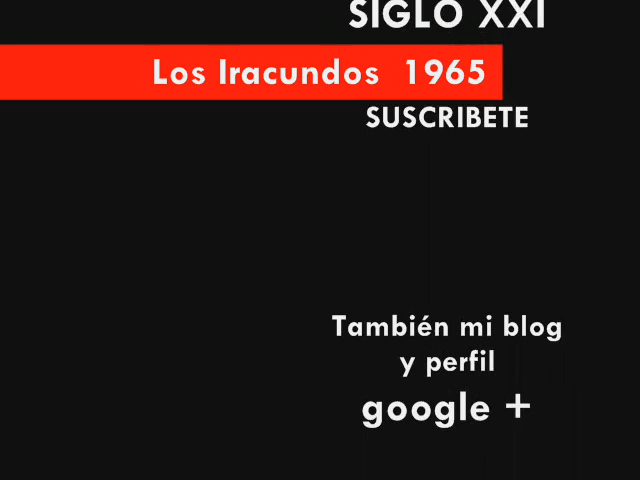 SIGLO XXI
Los Iracundos 1965
SUSCRIBETE
También mi blog
y perfil
google +